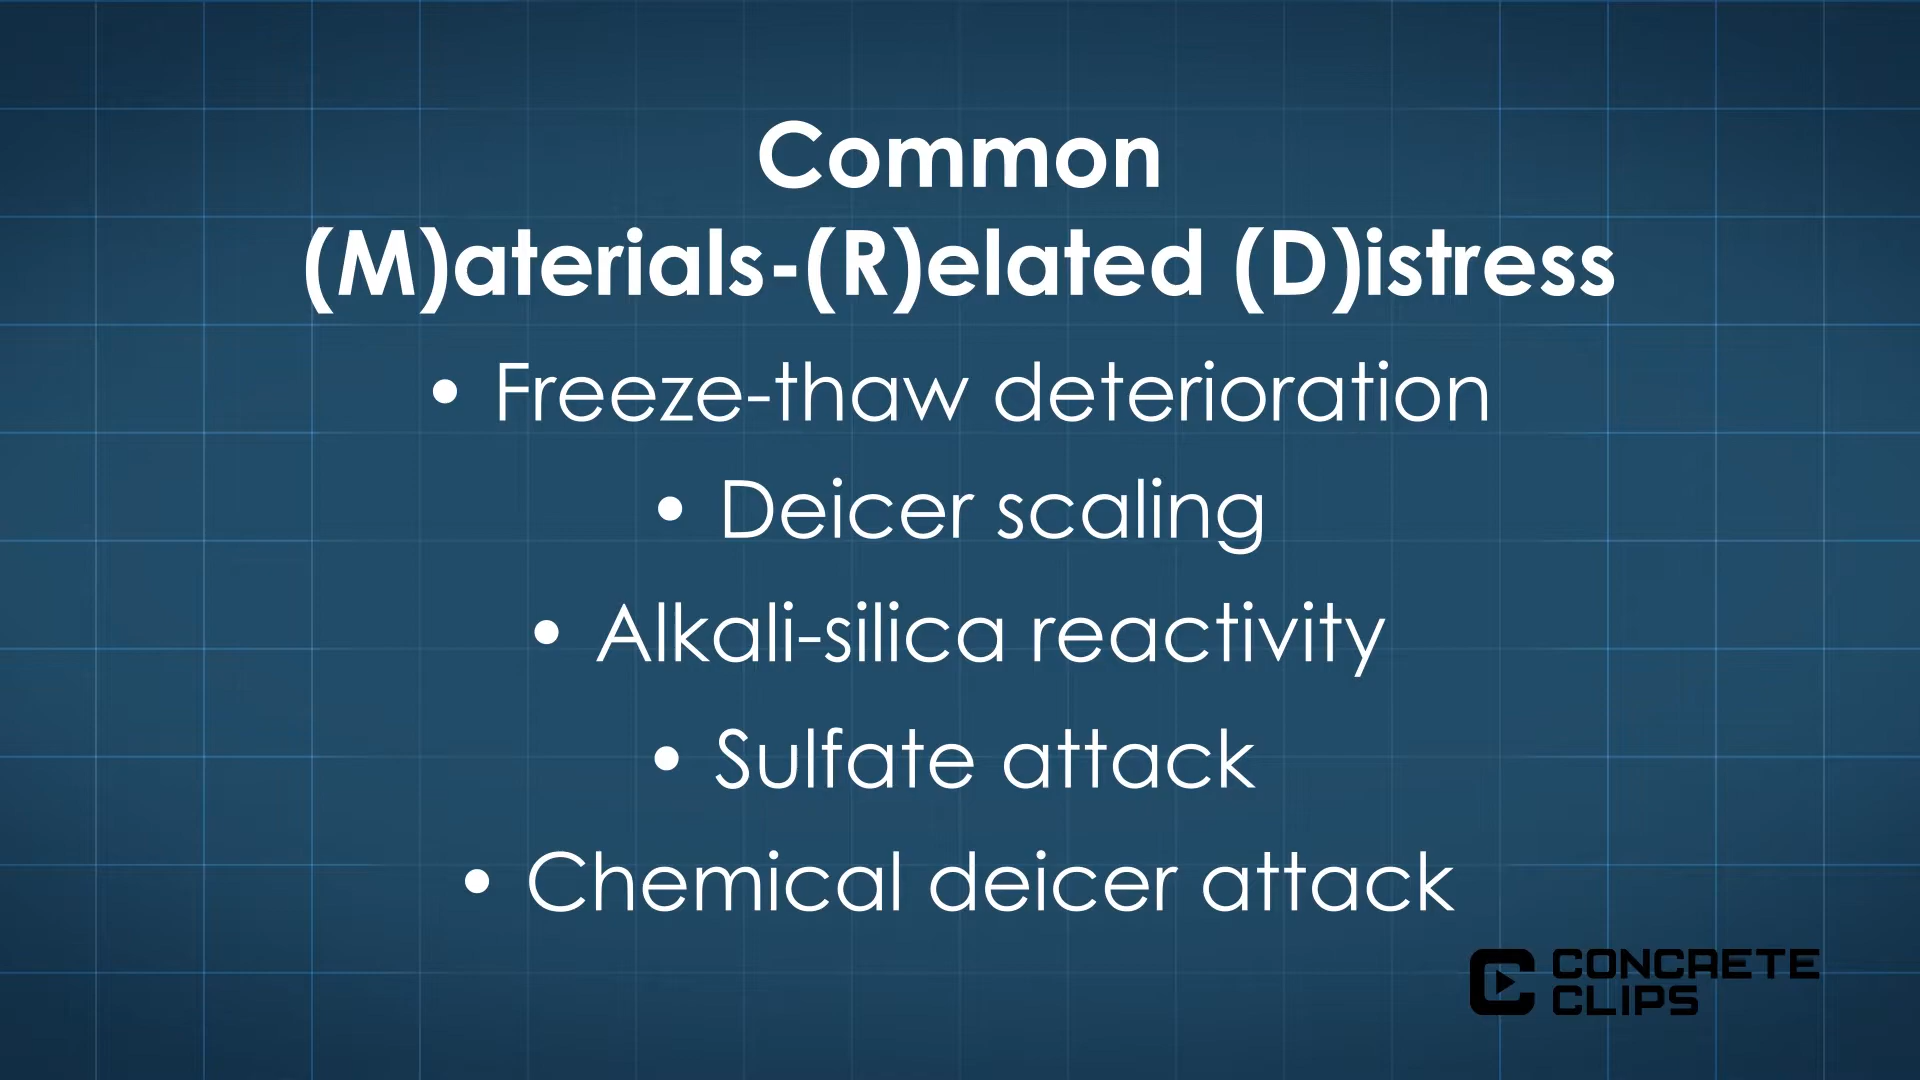 Common
(M)aterials-(R)elated (D)istress
• Freeze-thaw deterioration
• Deicer scaling
• Alkali-silica reactivity
• Sulfate attack
• Chemical deicer attack
CONCRETE
CLIPS